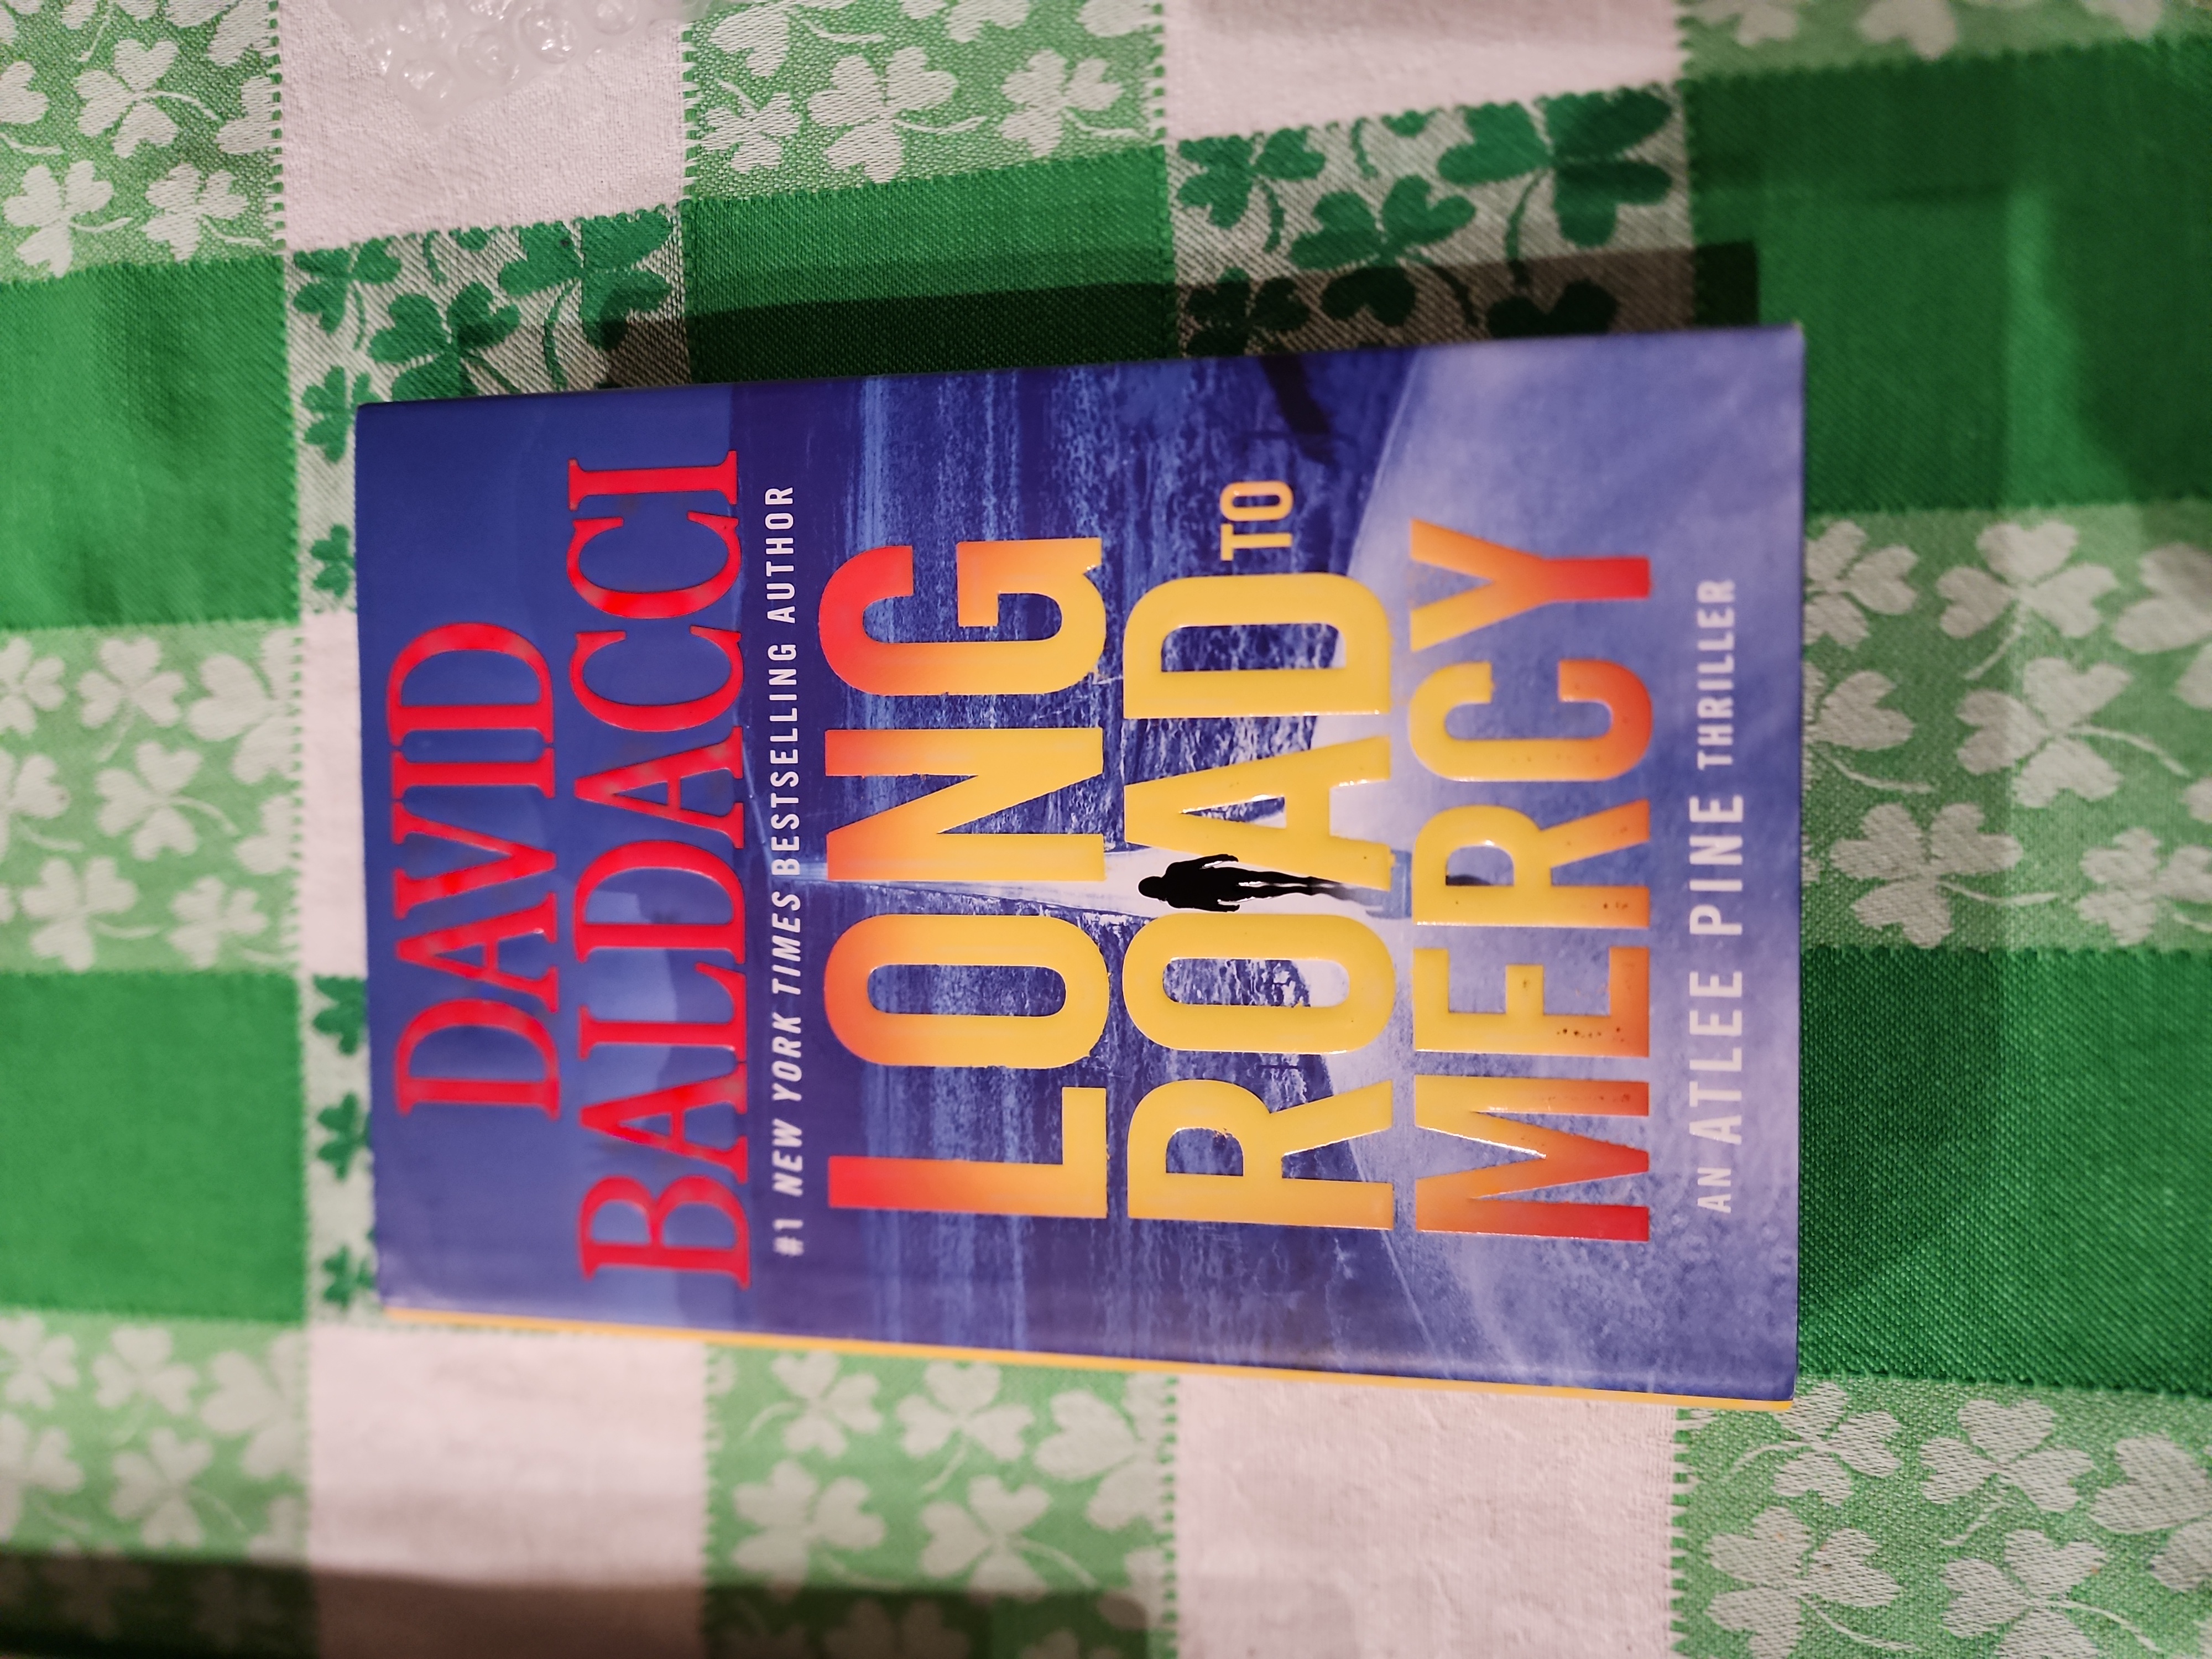 DAVID
BALDACCI
#1 NEW YORK TIMES BESTSELLING AUTHOR
LONG
ROAD TO
MERCY
AN ATLEE PINE THRILLER